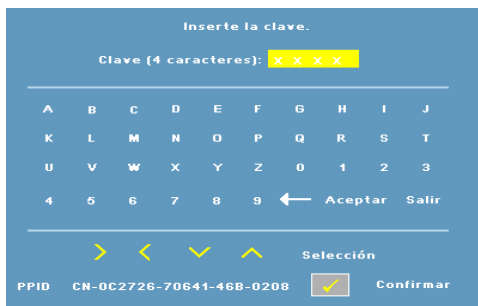 Inserte la clave.
Clave (4 caracteres): x x x x
A B C D E F G H I J
K L M N O P Q R S T
U V W X Y Z 0 1 2 3
4 5 6 7 8 9 Aceptar Salir
Selección
PPID CN-0C2726-70641-46B-0208 Confirmar